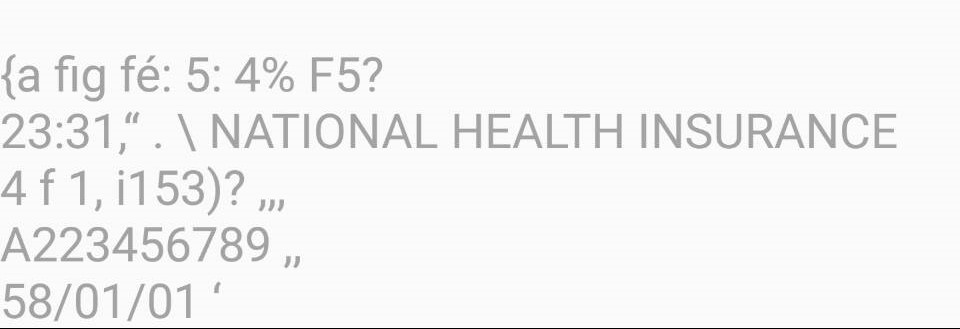 {a fig fé: 5: 4% F5?
23:31,“ . \ NATIONAL HEALTH INSURANCE
4 f 1, i153)? ,,,
A223456789 ,,
58/01/01 ‘